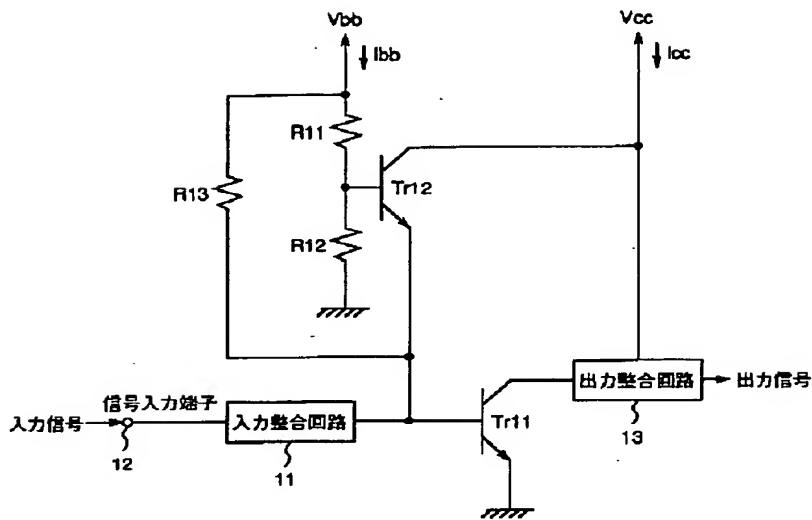 Vbb
Vcc
Ibb
Icc
R11
R13
Tr12
R12
信号入力端子
入力信号
入力整合回路
Tr11
出力整合回路
出力信号
12
11
13